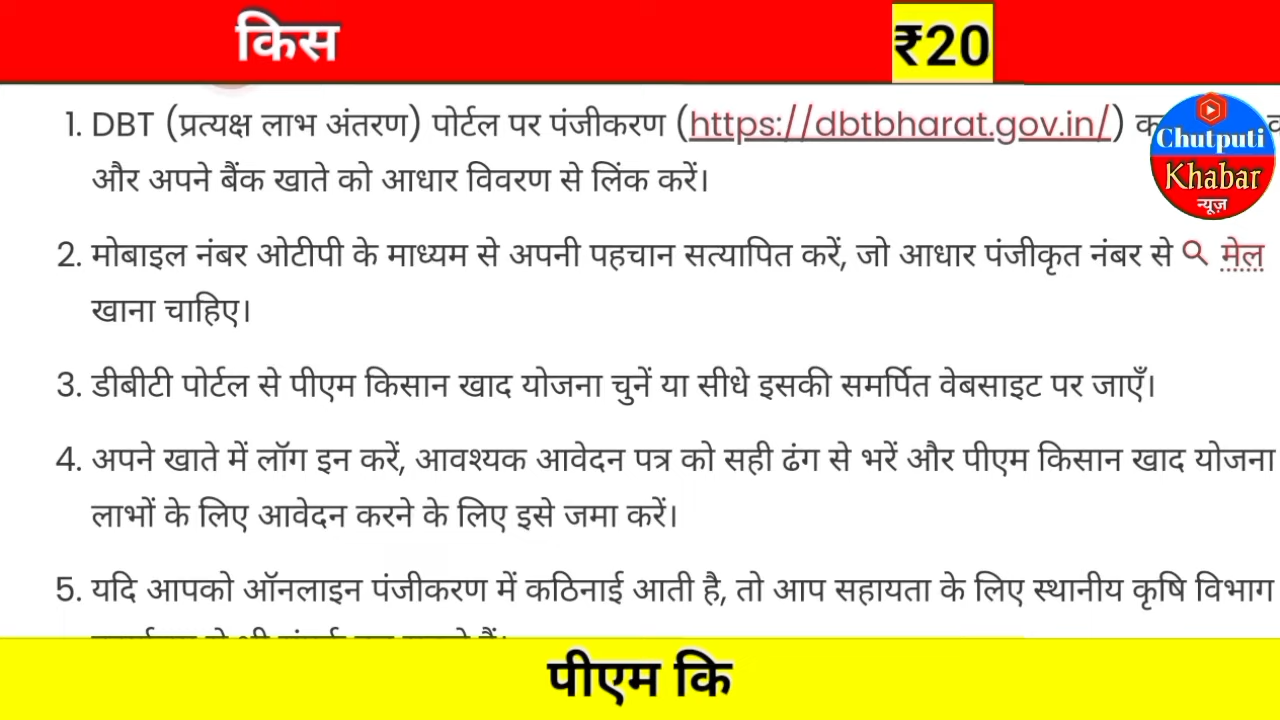 किस
₹20
1. DBT (प्रत्यक्ष लाभ अंतरण) पोर्टल पर पंजीकरण (https://dbtbharat.gov.in/)
Chutputi
Khabar
न्यूज़
और अपने बैंक खाते को आधार विवरण से लिंक करें।
2. मोबाइल नंबर ओटीपी के माध्यम से अपनी पहचान सत्यापित करें, जो आधार पंजीकृत नंबर से मेल
खाना चाहिए।
3. डीबीटी पोर्टल से पीएम किसान खाद योजना चुनें या सीधे इसकी समर्पित वेबसाइट पर जाएँ।
4. अपने खाते में लॉग इन करें, आवश्यक आवेदन पत्र को सही ढंग से भरें और पीएम किसान खाद योजना
लाभों के लिए आवेदन करने के लिए इसे जमा करें।
5. यदि आपको ऑनलाइन पंजीकरण में कठिनाई आती है, तो आप सहायता के लिए स्थानीय कृषि विभाग
पीएम कि